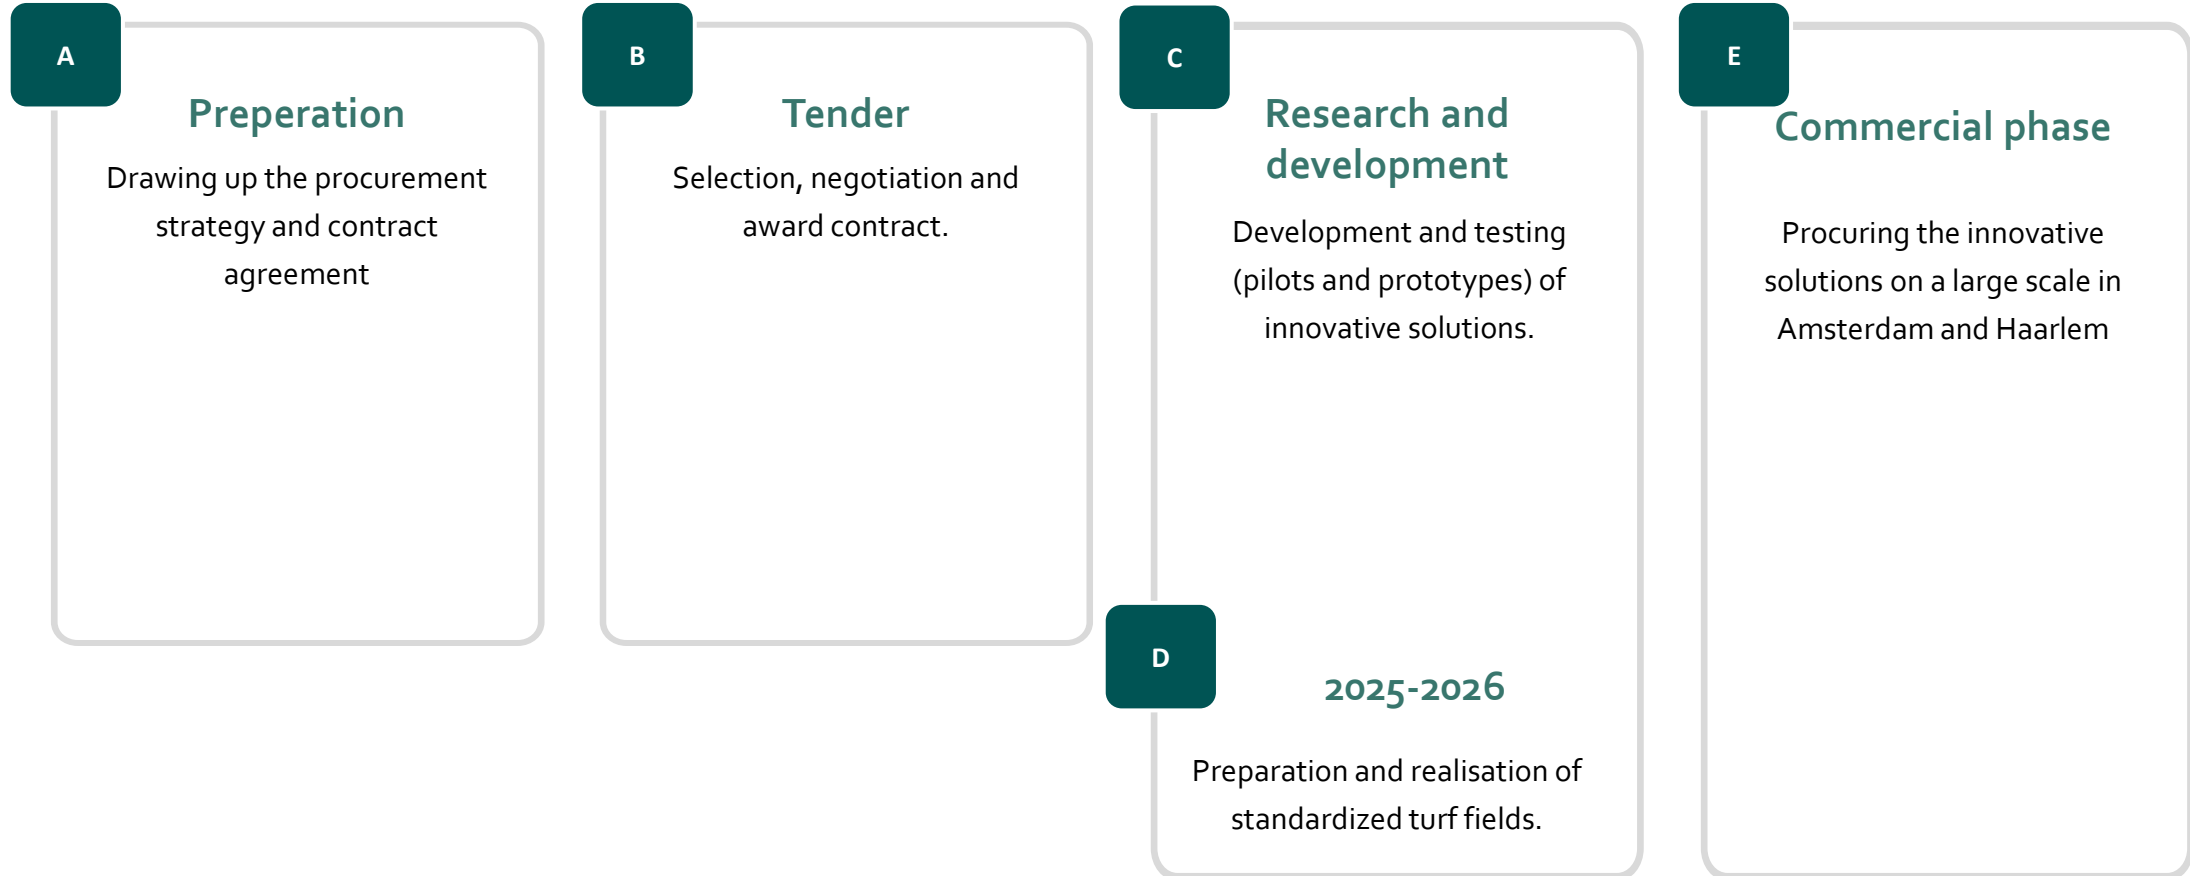 A
Preperation
Drawing up the procurement
strategy and contract
agreement
B
Tender
Selection, negotiation and
award contract.
C
Research and
development
Development and testing
(pilots and prototypes) of
innovative solutions.
D
2025-2026
Preparation and realisation of
standardized turf fields.
E
Commercial phase
Procuring the innovative
solutions on a large scale in
Amsterdam and Haarlem